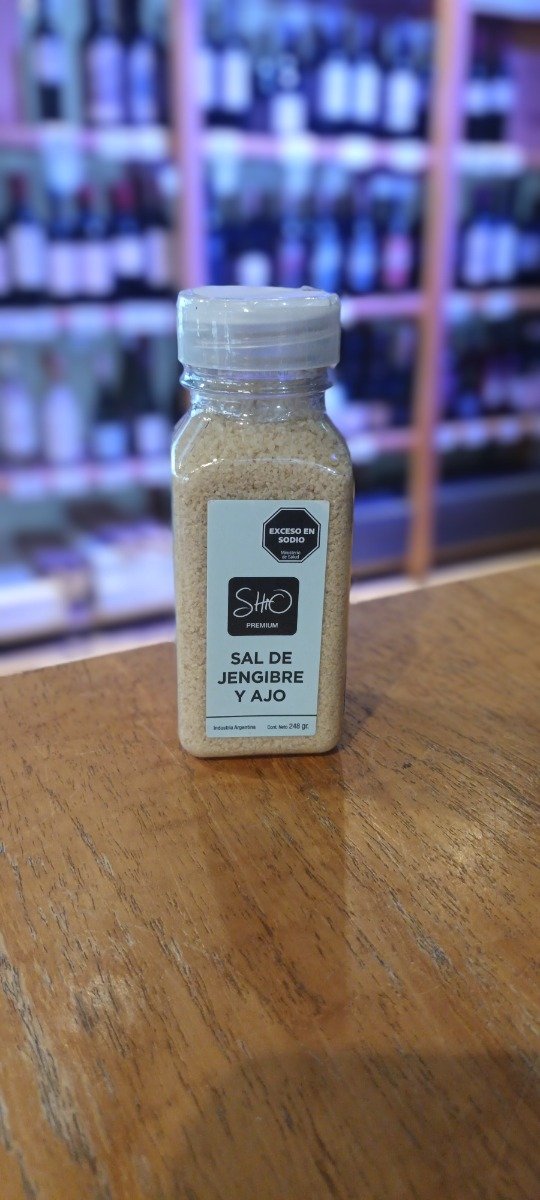 EXCESO EN
SODIO
Ministerio
de Salud
SHIO
PREMIUM
SAL DE
JENGIBRE
Y AJO
Industria Argentina Cont. Neto 248 gr.